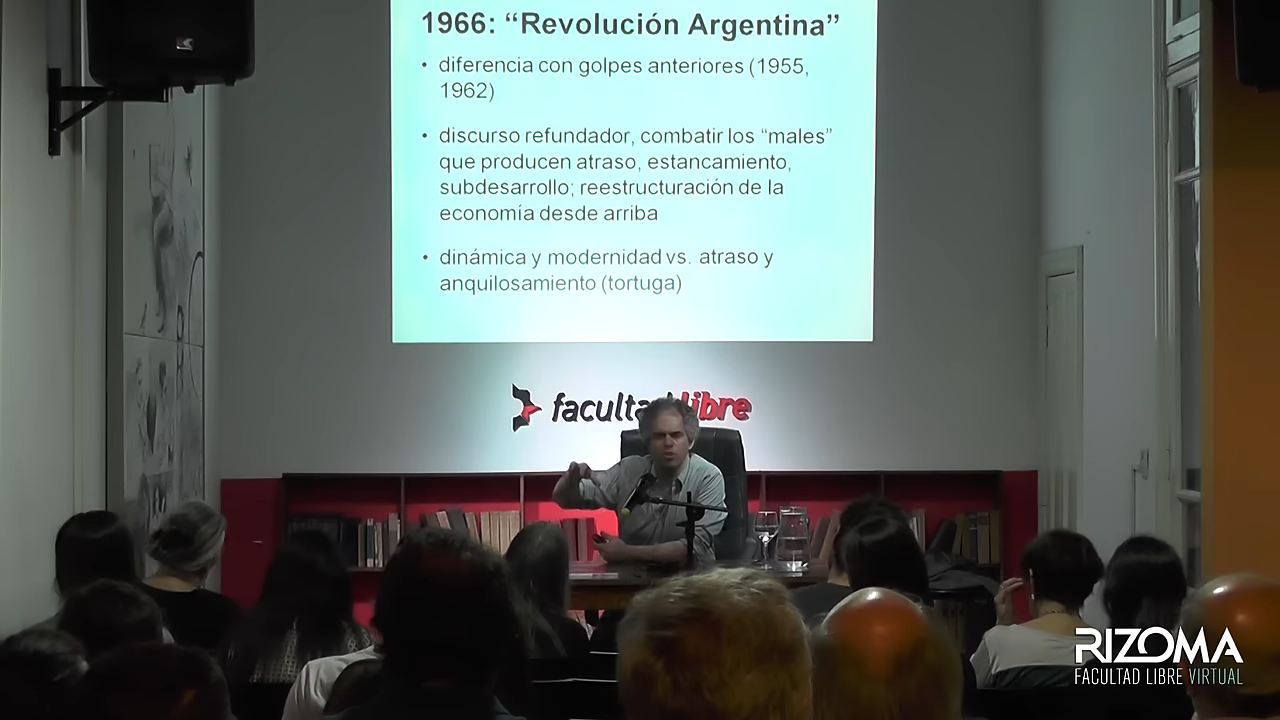 1966: “Revolución Argentina”
• diferencia con golpes anteriores (1955,
1962)
• discurso refundador, combatir los “males”
que producen atraso, estancamiento,
subdesarrollo; reestructuración de la
economía desde arriba
• dinámica y modernidad vs. atraso y
anquilosamiento (tortuga)
libre
RIZOMA
FACULTAD LIBRE VIRTUAL